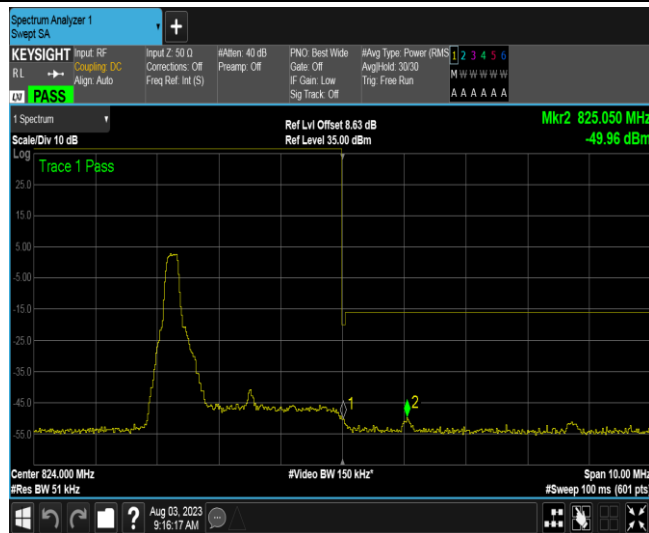 Spectrum Analyzer 1
Swept SA
+
KEYSIGHT
RL
LXI
PASS
Input: RF
Coupling: DC
Align: Auto
Input Z: 50 Ω
Corrections: Off
Freq Ref: Int (S)
#Atten: 40 dB
Preamp: Off
PNO: Best Wide
Gate: Off
IF Gain: Low
Sig Track: Off
#Avg Type: Power (RMS
Avg|Hold: 30/30
Trig: Free Run
1 2 3 4 5 6
M W W W W W
A A A A A A
1 Spectrum
Scale/Div 10 dB
Log
Ref Lvl Offset 8.63 dB
Ref Level 35.00 dBm
Mkr2 825.050 MHz
-49.96 dBm
Trace 1 Pass
25.0
15.0
5.00
-5.00
-15.0
-25.0
-35.0
-45.0
-55.0
1
2
Center 824.000 MHz
#Res BW 51 kHz
#Video BW 150 kHz*
Span 10.00 MHz
#Sweep 100 ms (601 pts)
?
Aug 03, 2023
9:16:17 AM